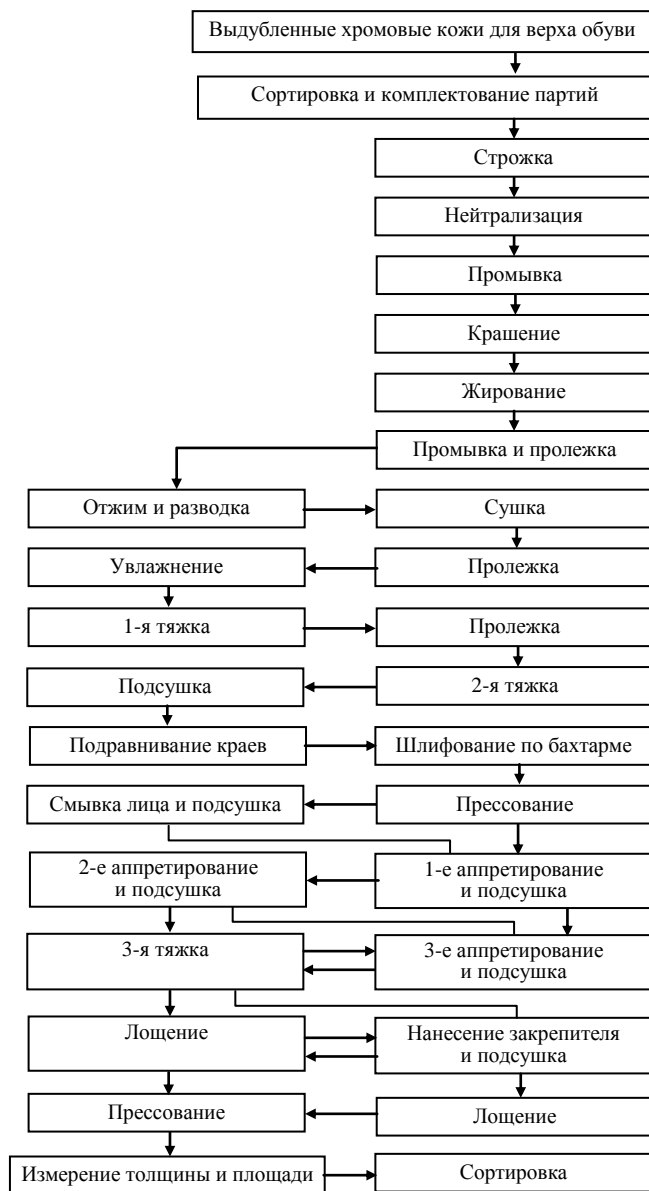 Выдубленные хромовые кожи для верха обуви
Сортировка и комплектование партий
Строжка
Нейтрализация
Промывка
Крашение
Жирование
Промывка и пролежка
Отжим и разводка
Сушка
Увлажнение
Пролежка
1-я тяжка
Пролежка
Подсушка
2-я тяжка
Подравнивание краев
Шлифование по бахтарме
Смывка лица и подсушка
Прессование
2-е аппретирование
и подсушка
1-е аппретирование
и подсушка
3-я тяжка
3-е аппретирование
и подсушка
Лощение
Нанесение закрепителя
и подсушка
Прессование
Лощение
Измерение толщины и площади
Сортировка